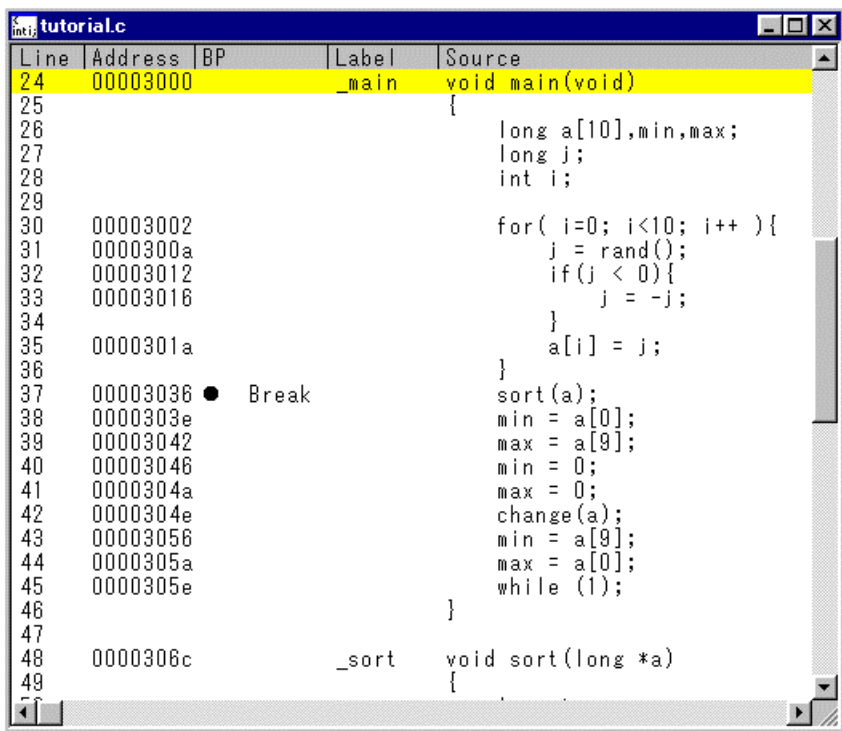 tutorial.c
Line Address BP Label Source
24 00003000 _main void main(void)
25 {
26 long a[10],min,max;
27 long j;
28 int i;
29
30 00003002 for( i=0; i<10; i++ ){
31 0000300a j = rand();
32 00003012 if(j < 0){
33 00003016 j = -j;
34 }
35 0000301a a[i] = j;
36 }
37 00003036 ● Break sort(a);
38 0000303e min = a[0];
39 00003042 max = a[9];
40 00003046 min = 0;
41 0000304a max = 0;
42 0000304e change(a);
43 00003056 min = a[9];
44 0000305a max = a[0];
45 0000305e while (1);
46 }
47
48 0000306c _sort void sort(long *a)
49 {